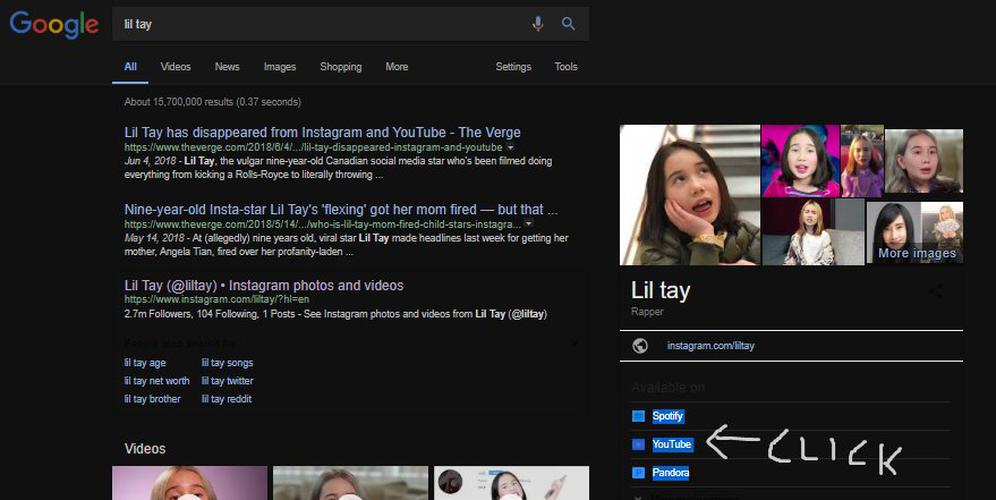 Google
lil tay
All Videos News Images Shopping More Settings Tools
About 15,700,000 results (0.37 seconds)
Lil Tay has disappeared from Instagram and YouTube - The Verge
https://www.theverge.com/2018/6/4/.../lil-tay-disappeared-instagram-and-youtube
Jun 4, 2018 - Lil Tay, the vulgar nine-year-old Canadian social media star who's been filmed doing
everything from kicking a Rolls-Royce to literally throwing ...
Nine-year-old Insta-star Lil Tay's 'flexing' got her mom fired — but that ...
https://www.theverge.com/2018/5/14/.../who-is-lil-tay-mom-fired-child-stars-instagra...
May 14, 2018 - At (allegedly) nine years old, viral star Lil Tay made headlines last week for getting her
mother, Angela Tian, fired over her profanity-laden ...
Lil Tay (@liltay) • Instagram photos and videos
https://www.instagram.com/liltay/?hl=en
2.7m Followers, 104 Following, 1 Posts - See Instagram photos and videos from Lil Tay (@liltay)
People also search for
lil tay age lil tay songs
lil tay net worth lil tay twitter
lil tay brother lil tay reddit
Videos
More images
Lil tay
Rapper
instagram.com/liltay
Available on
Spotify
YouTube
CLICK
Pandora